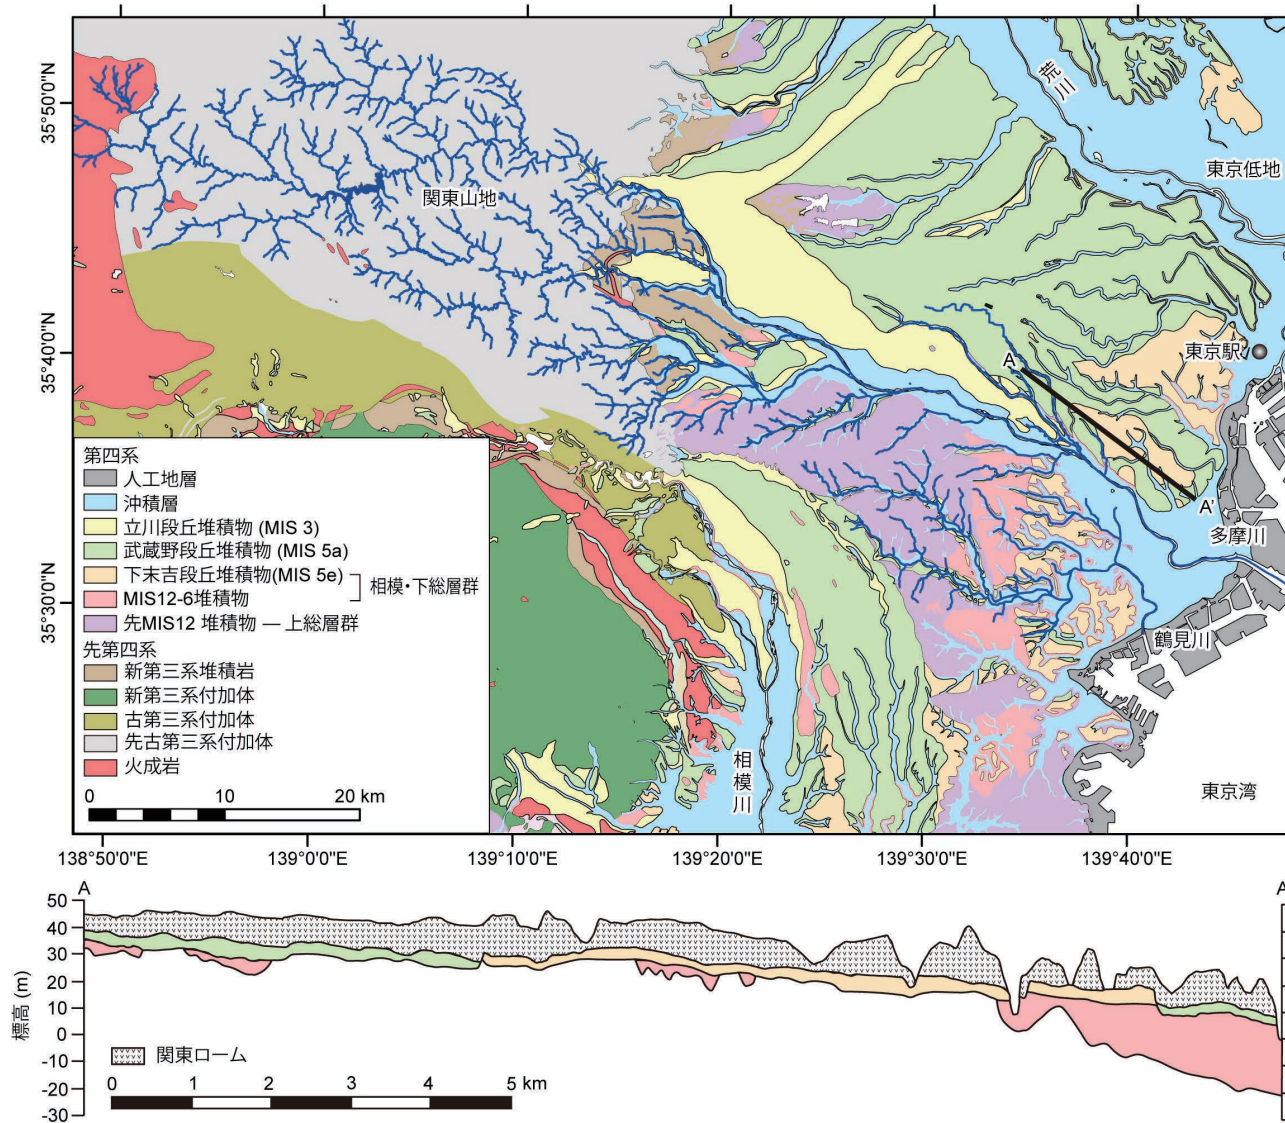 35°50'0"N
35°40'0"N
35°30'0"N
荒川
東京低地
関東山地
東京駅
A
A'
多摩川
鶴見川
相模川
東京湾
第四系
人工地層
沖積層
立川段丘堆積物 (MIS 3)
武蔵野段丘堆積物 (MIS 5a)
下末吉段丘堆積物(MIS 5e)
相模・下総層群
MIS12-6堆積物
先MIS12 堆積物 — 上総層群
先第四系
新第三系堆積岩
新第三系付加体
古第三系付加体
先古第三系付加体
火成岩
0 10 20 km
138°50'0"E 139°0'0"E 139°10'0"E 139°20'0"E 139°30'0"E 139°40'0"E
A
50
40
30
20
10
0
-10
-20
-30
標高 (m)
関東ローム
0 1 2 3 4 5 km